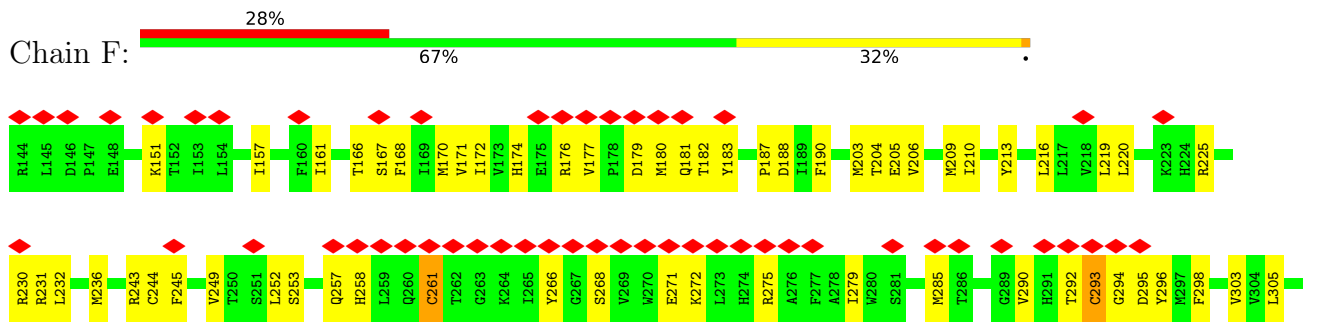 28%
Chain F:
67% 32% •
R144 L145 D146 P147 E148 K151 T152 I153 L154 I157 F160 I161 T166 S167 F168 I169 M170 V171 I172 V173 H174 E175 R176 V177 P178 D179 M180 Q181 T182 Y183 P187 D188 I189 F190 M203 T204 E205 V206 M209 I210 Y213 L216 L217 V218 L219 L220 K223 H224 R225
R230 R231 L232 M236 R243 C244 F245 V249 T250 S251 L252 S253 Q257 H258 L259 Q260 C261 T262 G263 K264 I265 Y266 G267 S268 V269 W270 E271 K272 L273 H274 R275 A276 F277 A278 I279 W280 S281 M285 T286 G289 V290 H291 T292 C293 G294 D295 Y296 M297 F298 V303 V304 L305